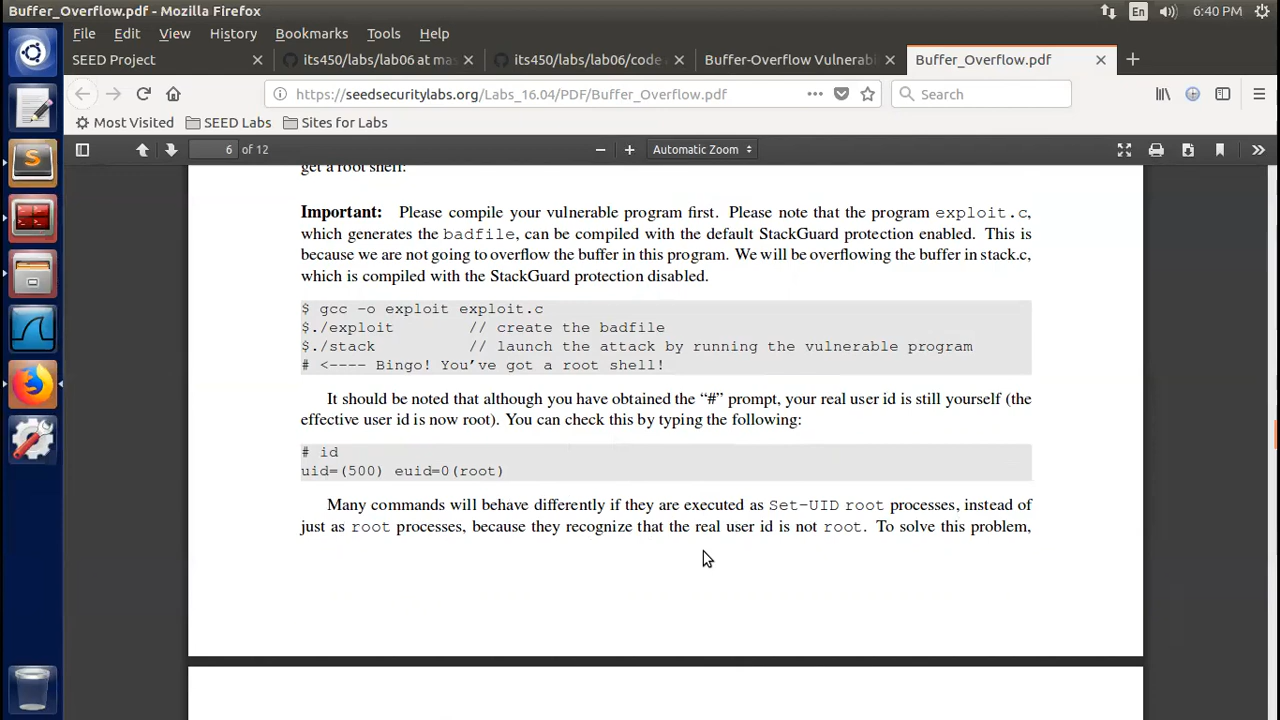 Buffer_Overflow.pdf - Mozilla Firefox
En
6:40 PM
File Edit View History Bookmarks Tools Help
SEED Project
its450/labs/lab06 at mas
its450/labs/lab06/code
Buffer-Overflow Vulnerabi
Buffer_Overflow.pdf
https://seedsecuritylabs.org/Labs_16.04/PDF/Buffer_Overflow.pdf
Search
Most Visited SEED Labs Sites for Labs
6 of 12
Automatic Zoom
get a root shell.
Important: Please compile your vulnerable program first. Please note that the program exploit.c,
which generates the badfile, can be compiled with the default StackGuard protection enabled. This is
because we are not going to overflow the buffer in this program. We will be overflowing the buffer in stack.c,
which is compiled with the StackGuard protection disabled.
$ gcc -o exploit exploit.c
$./exploit // create the badfile
$./stack // launch the attack by running the vulnerable program
# <---- Bingo! You've got a root shell!
It should be noted that although you have obtained the “#” prompt, your real user id is still yourself (the
effective user id is now root). You can check this by typing the following:
# id
uid=(500) euid=0(root)
Many commands will behave differently if they are executed as Set-UID root processes, instead of
just as root processes, because they recognize that the real user id is not root. To solve this problem,